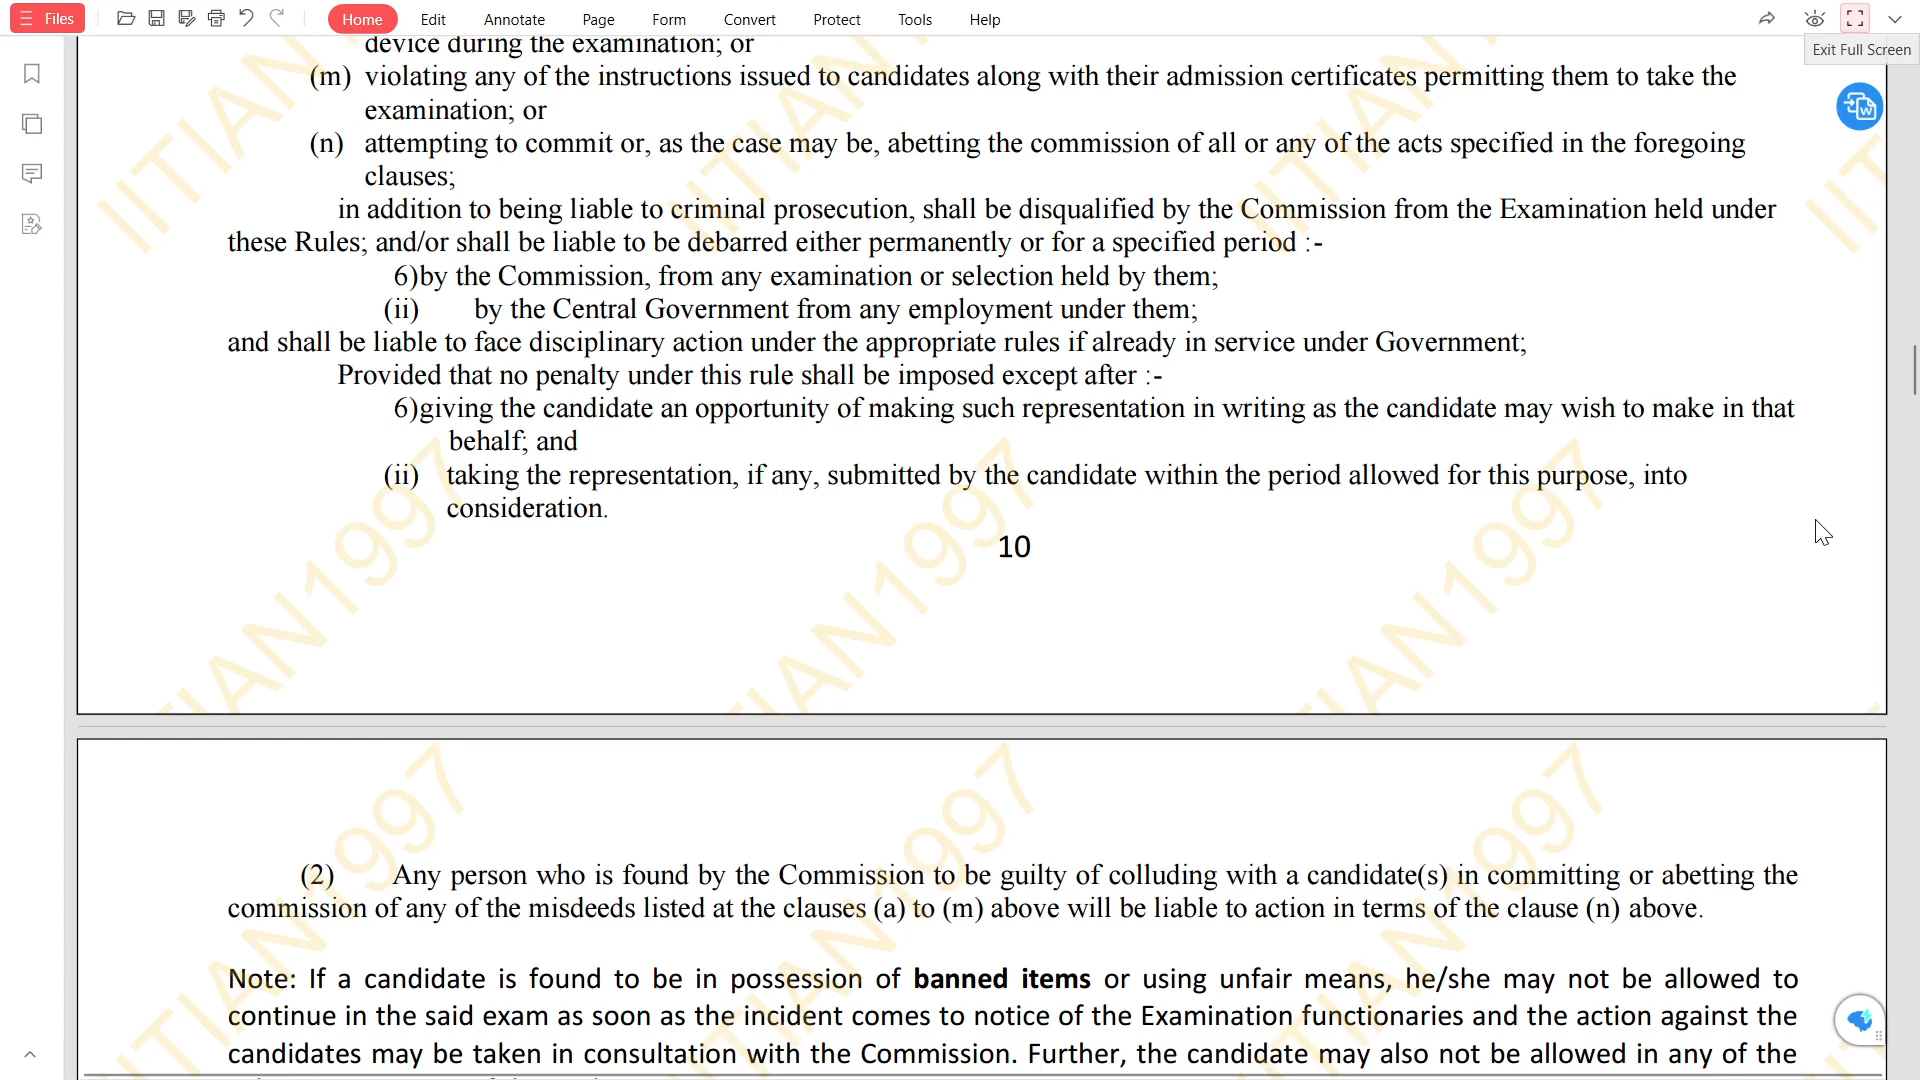 Files
Home Edit Annotate Page Form Convert Protect Tools Help
Exit Full Screen
device during the examination; or
(m) violating any of the instructions issued to candidates along with their admission certificates permitting them to take the
examination; or
(n) attempting to commit or, as the case may be, abetting the commission of all or any of the acts specified in the foregoing
clauses;
in addition to being liable to criminal prosecution, shall be disqualified by the Commission from the Examination held under
these Rules; and/or shall be liable to be debarred either permanently or for a specified period :-
6)by the Commission, from any examination or selection held by them;
(ii) by the Central Government from any employment under them;
and shall be liable to face disciplinary action under the appropriate rules if already in service under Government;
Provided that no penalty under this rule shall be imposed except after :-
6)giving the candidate an opportunity of making such representation in writing as the candidate may wish to make in that
behalf; and
(ii) taking the representation, if any, submitted by the candidate within the period allowed for this purpose, into
consideration.
10
(2) Any person who is found by the Commission to be guilty of colluding with a candidate(s) in committing or abetting the
commission of any of the misdeeds listed at the clauses (a) to (m) above will be liable to action in terms of the clause (n) above.
Note: If a candidate is found to be in possession of banned items or using unfair means, he/she may not be allowed to
continue in the said exam as soon as the incident comes to notice of the Examination functionaries and the action against the
candidates may be taken in consultation with the Commission. Further, the candidate may also not be allowed in any of the